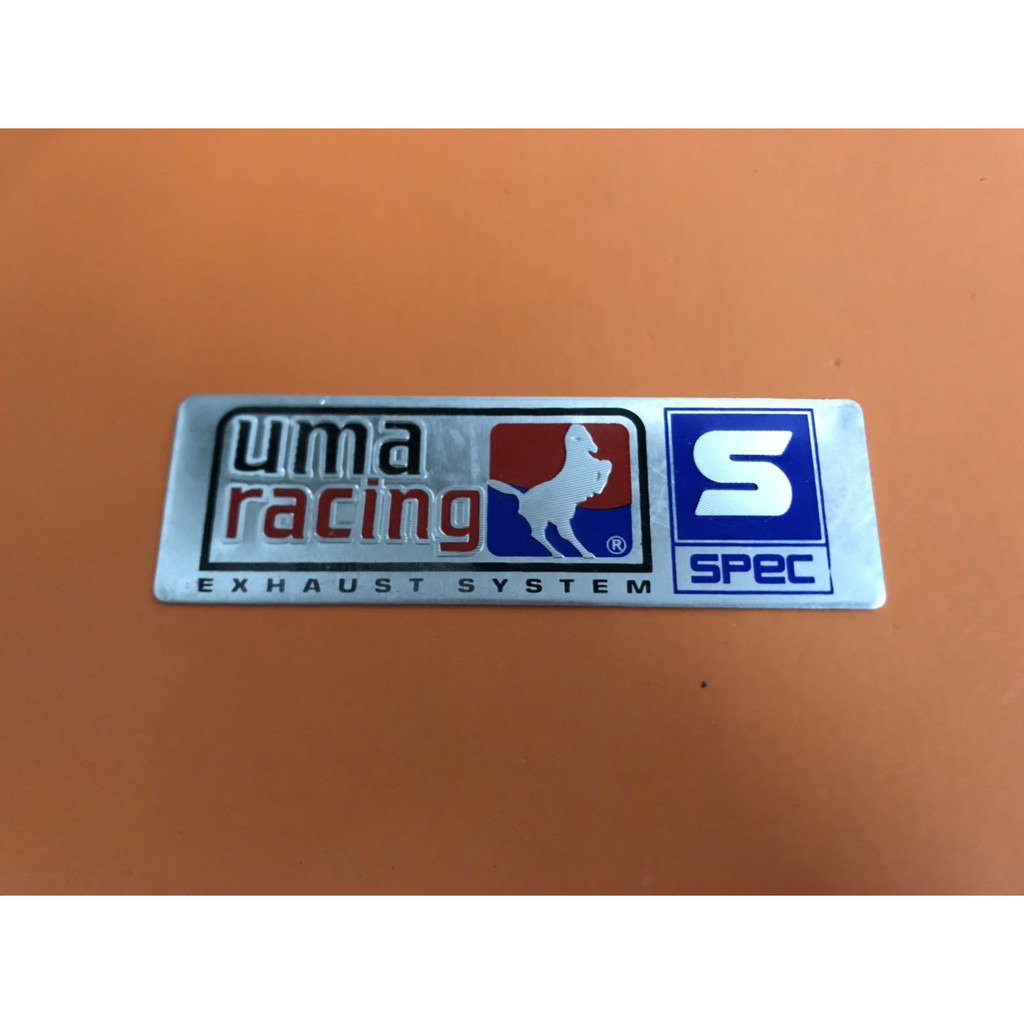 uma
racing
®
EXHAUST SYSTEM
S
SPEC